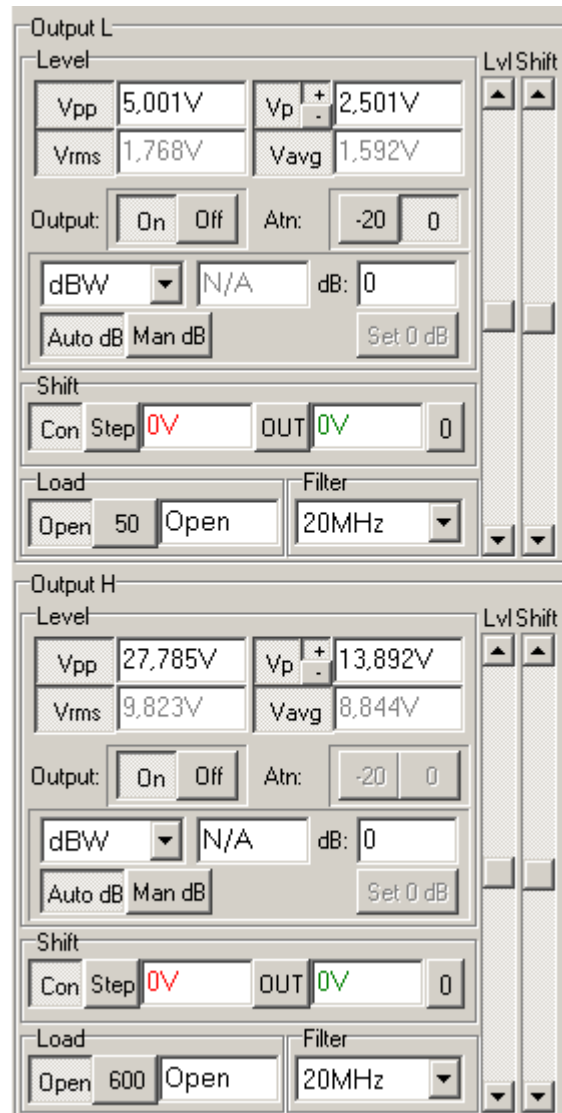 Output L
Level
Lvl Shift
Vpp 5,001V Vp + - 2,501V
Vrms 1,768V Vavg 1,592V
Output: On Off Atn: -20 0
dBW N/A dB: 0
Auto dB Man dB Set 0 dB
Shift
Con Step 0V OUT 0V 0
Load Filter
Open 50 Open 20MHz
Output H
Level
Lvl Shift
Vpp 27,785V Vp + - 13,892V
Vrms 9,823V Vavg 8,844V
Output: On Off Atn: -20 0
dBW N/A dB: 0
Auto dB Man dB Set 0 dB
Shift
Con Step 0V OUT 0V 0
Load Filter
Open 600 Open 20MHz